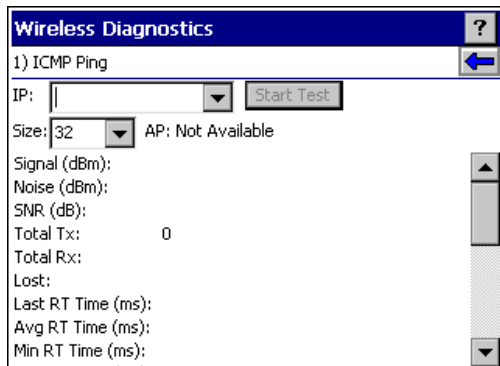 Wireless Diagnostics ?
1) ICMP Ping
IP: Start Test
Size: 32 AP: Not Available
Signal (dBm):
Noise (dBm):
SNR (dB):
Total Tx: 0
Total Rx:
Lost:
Last RT Time (ms):
Avg RT Time (ms):
Min RT Time (ms):